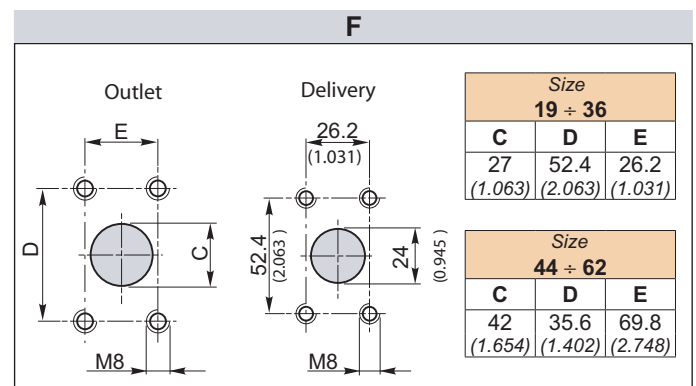 F
Outlet
Delivery
E
26.2
(1.031)
D
C
52.4
(2.063 )
24
(0.945 )
M8
M8
Size
19 ÷ 36
C D E
27 52.4 26.2
(1.063) (2.063) (1.031)
Size
44 ÷ 62
C D E
42 35.6 69.8
(1.654) (1.402) (2.748)